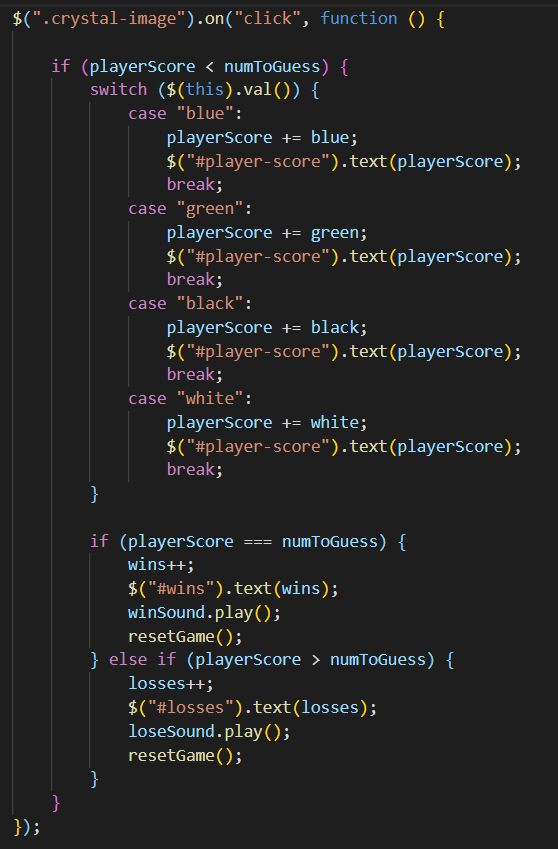 $(".crystal-image").on("click", function () {
if (playerScore < numToGuess) {
switch ($(this).val()) {
case "blue":
playerScore += blue;
$("#player-score").text(playerScore);
break;
case "green":
playerScore += green;
$("#player-score").text(playerScore);
break;
case "black":
playerScore += black;
$("#player-score").text(playerScore);
break;
case "white":
playerScore += white;
$("#player-score").text(playerScore);
break;
}
if (playerScore === numToGuess) {
wins++;
$("#wins").text(wins);
winSound.play();
resetGame();
} else if (playerScore > numToGuess) {
losses++;
$("#losses").text(losses);
loseSound.play();
resetGame();
}
}
});